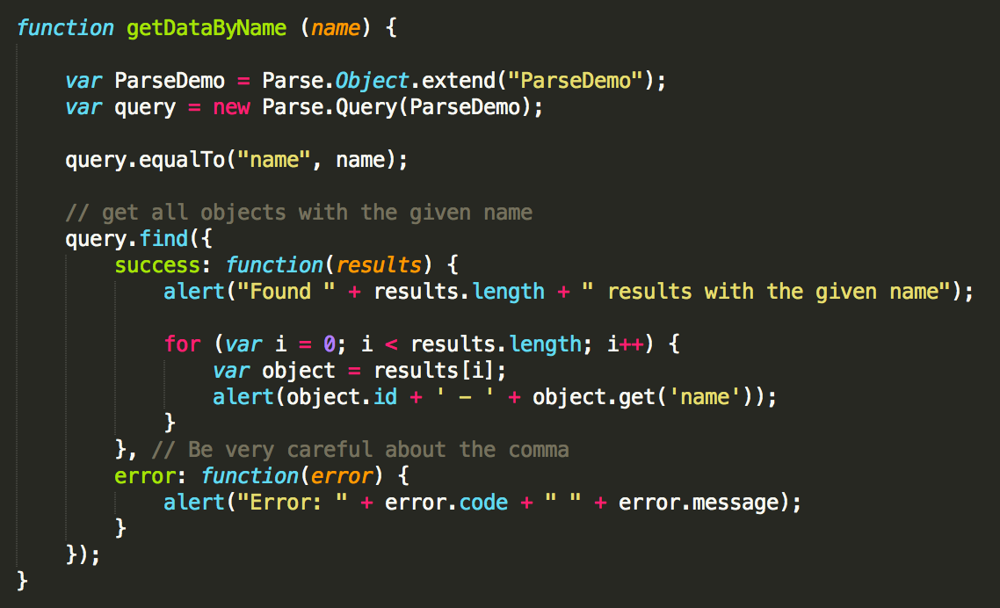 function getDataByName (name) {
var ParseDemo = Parse.Object.extend("ParseDemo");
var query = new Parse.Query(ParseDemo);
query.equalTo("name", name);
// get all objects with the given name
query.find({
success: function(results) {
alert("Found " + results.length + " results with the given name");
for (var i = 0; i < results.length; i++) {
var object = results[i];
alert(object.id + ' - ' + object.get('name'));
}
}, // Be very careful about the comma
error: function(error) {
alert("Error: " + error.code + " " + error.message);
}
});
}